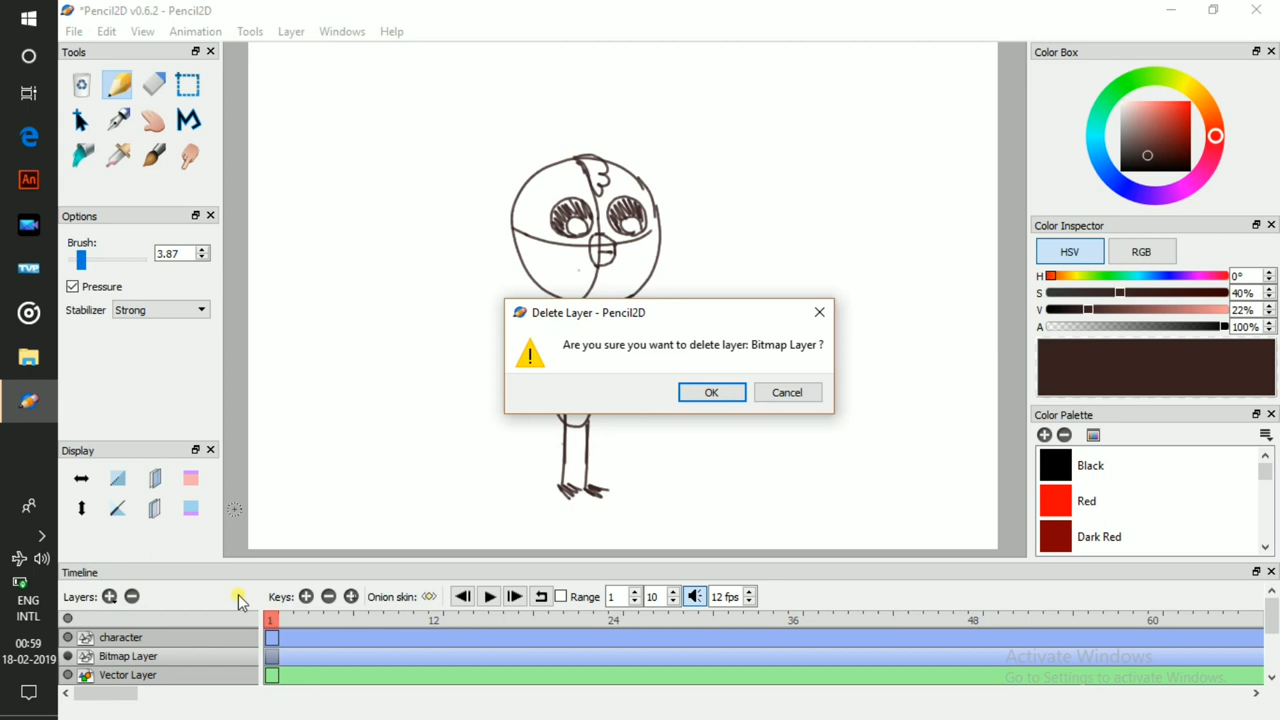 *Pencil2D v0.6.2 - Pencil2D
File Edit View Animation Tools Layer Windows Help
Tools
Color Box
An
Options
Brush:
3.87
Pressure
Stabilizer Strong
TVP
Color Inspector
HSV RGB
H 0°
S 40%
V 22%
A 100%
Delete Layer - Pencil2D
Are you sure you want to delete layer: Bitmap Layer ?
OK Cancel
Color Palette
Black
Red
Dark Red
Display
Timeline
Layers: Keys: Onion skin: Range 1 10 12 fps
1 12 24 36 48 60
character
Bitmap Layer
Vector Layer
Activate Windows
Go to Settings to activate Windows.
ENG
INTL
00:59
18-02-2019